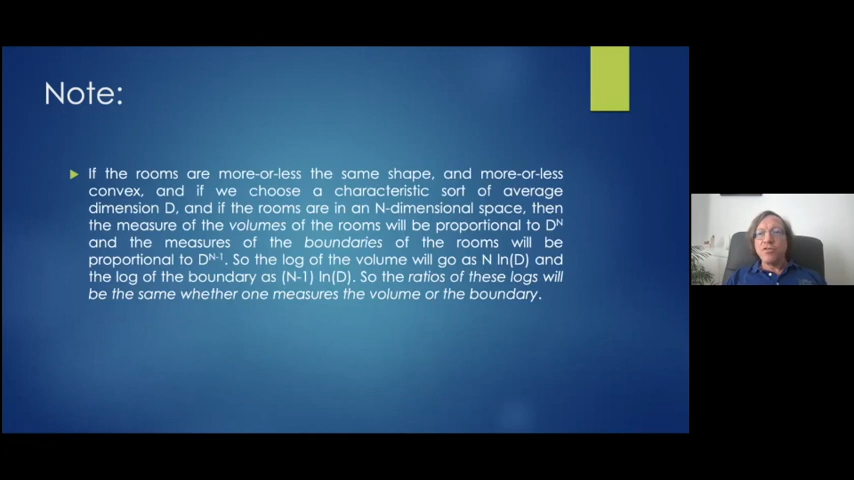 Note:
If the rooms are more-or-less the same shape, and more-or-less
convex, and if we choose a characteristic sort of average
dimension D, and if the rooms are in an N-dimensional space, then
the measure of the volumes of the rooms will be proportional to Dᴺ
and the measures of the boundaries of the rooms will be
proportional to Dᴺ⁻¹. So the log of the volume will go as N ln(D) and
the log of the boundary as (N-1) ln(D). So the ratios of these logs will
be the same whether one measures the volume or the boundary.